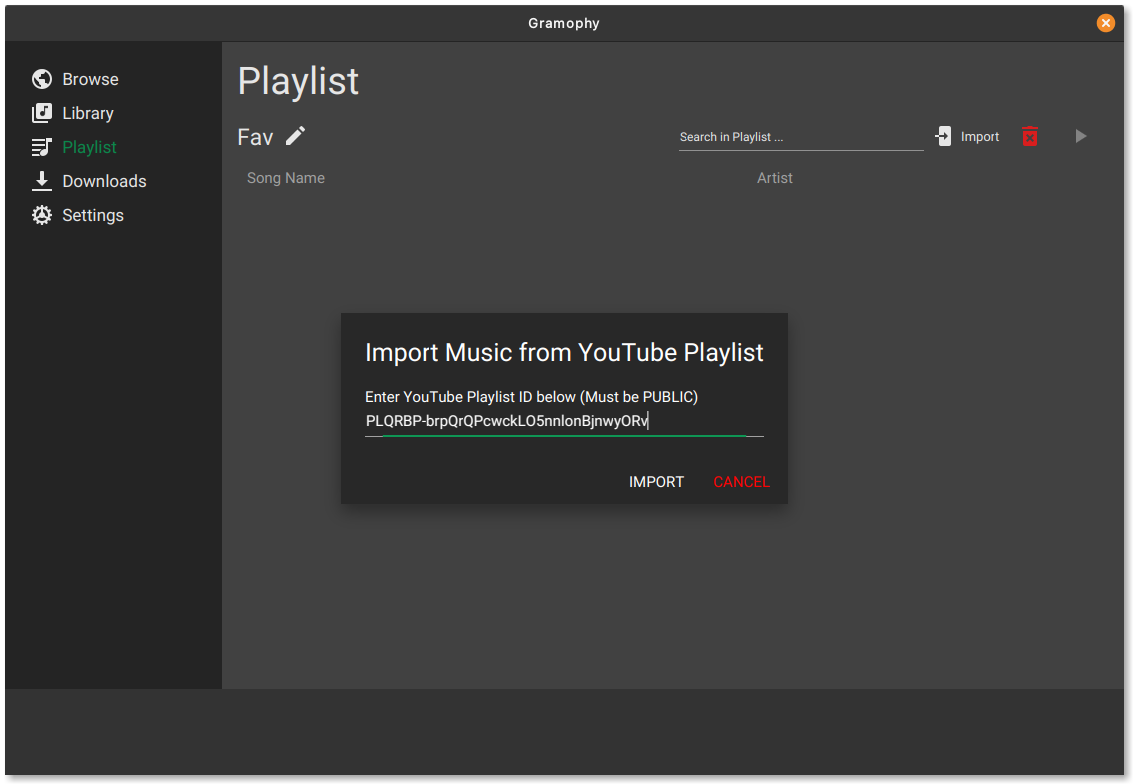 Gramophy
Browse
Library
Playlist
Downloads
Settings
Playlist
Fav
Search in Playlist ...
Import
Song Name
Artist
Import Music from YouTube Playlist
Enter YouTube Playlist ID below (Must be PUBLIC)
PLQRBP-brpQrQPcwckLO5nnlonBjnwyORv
IMPORT
CANCEL